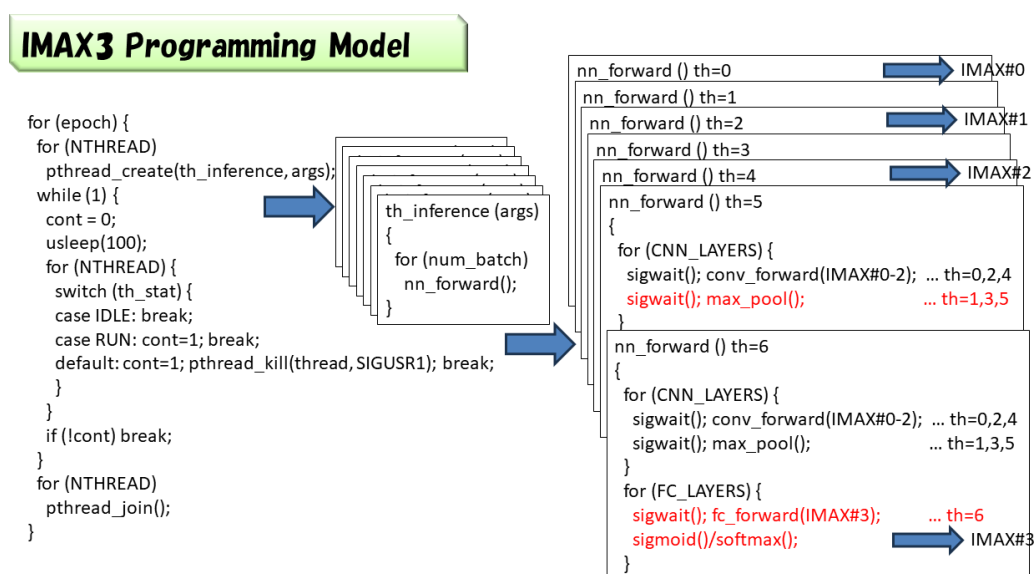 IMAX3 Programming Model
for (epoch) {
for (NTHREAD)
pthread_create(th_inference, args);
while (1) {
cont = 0;
usleep(100);
for (NTHREAD) {
switch (th_stat) {
case IDLE: break;
case RUN: cont=1; break;
default: cont=1; pthread_kill(thread, SIGUSR1); break;
}
}
if (!cont) break;
}
for (NTHREAD)
pthread_join();
}
th_inference (args)
{
for (num_batch)
nn_forward();
}
nn_forward () th=0
IMAX#0
nn_forward () th=1
nn_forward () th=2
IMAX#1
nn_forward () th=3
nn_forward () th=4
IMAX#2
nn_forward () th=5
{
for (CNN_LAYERS) {
sigwait(); conv_forward(IMAX#0-2); ... th=0,2,4
sigwait(); max_pool(); ... th=1,3,5
}
nn_forward () th=6
{
for (CNN_LAYERS) {
sigwait(); conv_forward(IMAX#0-2); ... th=0,2,4
sigwait(); max_pool(); ... th=1,3,5
}
for (FC_LAYERS) {
sigwait(); fc_forward(IMAX#3); ... th=6
sigmoid()/softmax();
IMAX#3
}